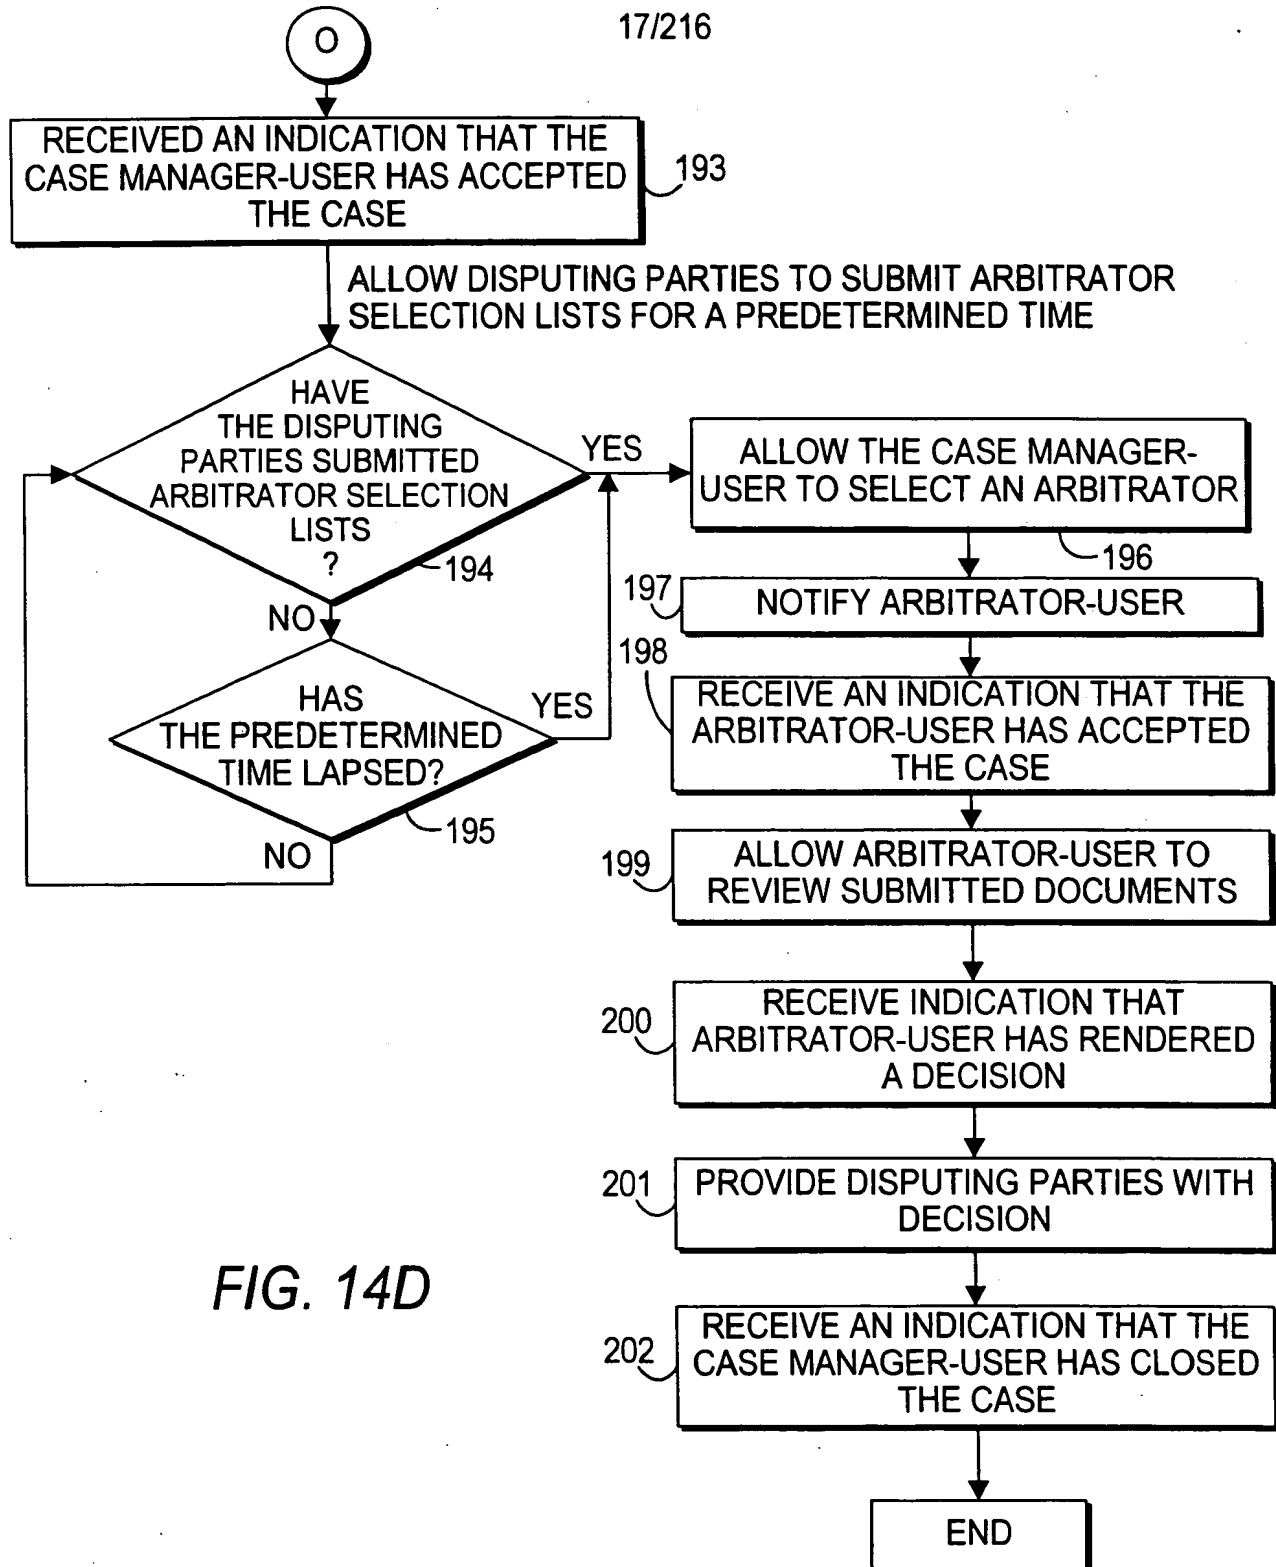 17/216
O
RECEIVED AN INDICATION THAT THE
CASE MANAGER-USER HAS ACCEPTED
THE CASE
193
ALLOW DISPUTING PARTIES TO SUBMIT ARBITRATOR
SELECTION LISTS FOR A PREDETERMINED TIME
HAVE
THE DISPUTING
PARTIES SUBMITTED
ARBITRATOR SELECTION
LISTS
?
194
YES
NO
HAS
THE PREDETERMINED
TIME LAPSED?
195
YES
NO
ALLOW THE CASE MANAGER-
USER TO SELECT AN ARBITRATOR
196
197
NOTIFY ARBITRATOR-USER
198
RECEIVE AN INDICATION THAT THE
ARBITRATOR-USER HAS ACCEPTED
THE CASE
199
ALLOW ARBITRATOR-USER TO
REVIEW SUBMITTED DOCUMENTS
200
RECEIVE INDICATION THAT
ARBITRATOR-USER HAS RENDERED
A DECISION
201
PROVIDE DISPUTING PARTIES WITH
DECISION
202
RECEIVE AN INDICATION THAT THE
CASE MANAGER-USER HAS CLOSED
THE CASE
END
FIG. 14D